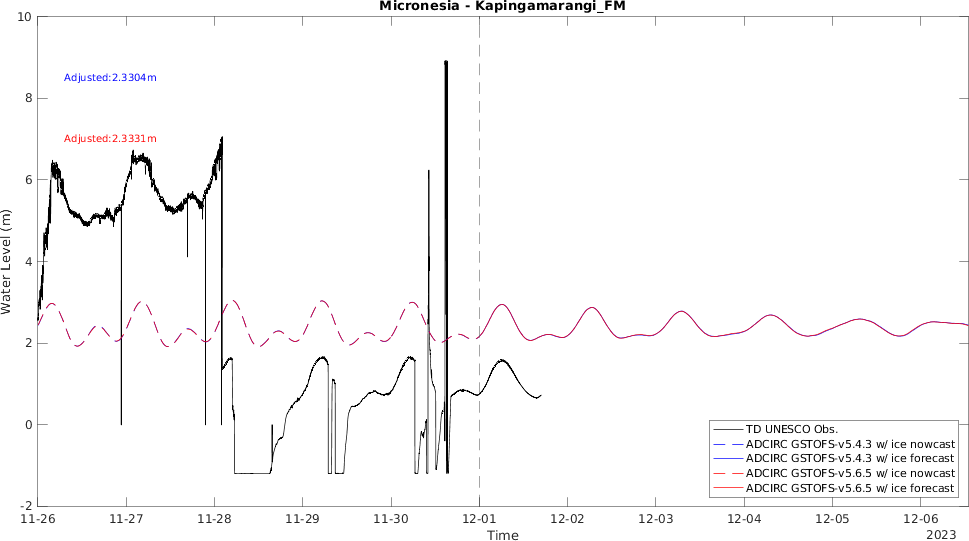 Micronesia - Kapingamarangi_FM
10
8
6
4
2
0
-2
Water Level (m)
Adjusted:2.3304m
Adjusted:2.3331m
TD UNESCO Obs.
ADCIRC GSTOFS-v5.4.3 w/ ice nowcast
ADCIRC GSTOFS-v5.4.3 w/ ice forecast
ADCIRC GSTOFS-v5.6.5 w/ ice nowcast
ADCIRC GSTOFS-v5.6.5 w/ ice forecast
11-26 11-27 11-28 11-29 11-30 12-01 12-02 12-03 12-04 12-05 12-06
Time
2023